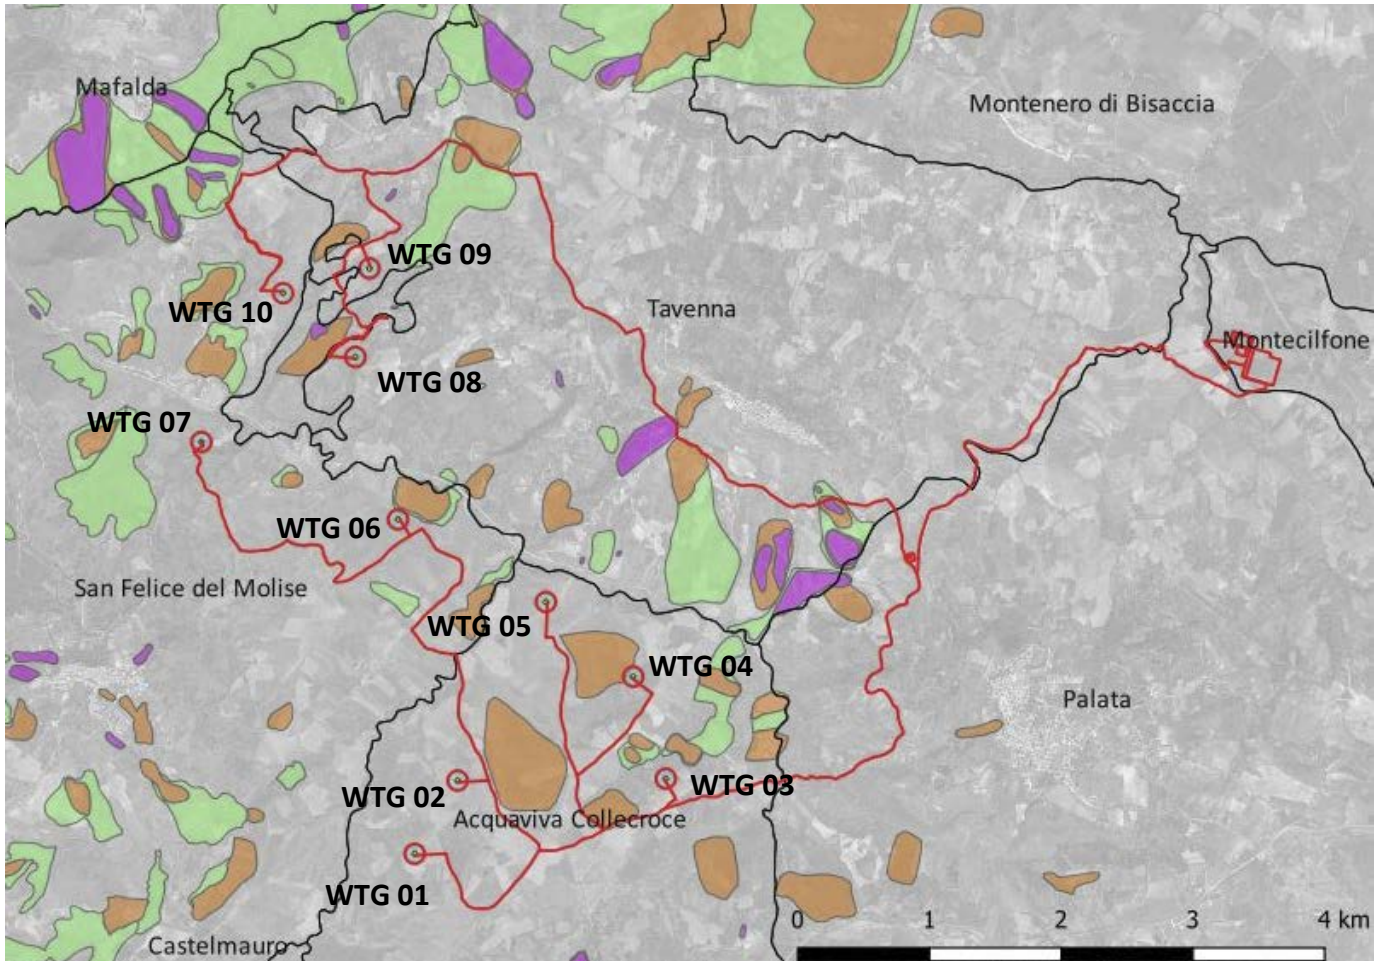 Mafalda
Montenero di Bisaccia
WTG 09
WTG 10
Tavenna
Montecilfone
WTG 08
WTG 07
WTG 06
San Felice del Molise
WTG 05
WTG 04
Palata
WTG 03
WTG 02
Acquaviva Collecroce
WTG 01
0 1 2 3 4 km
Castelmauro